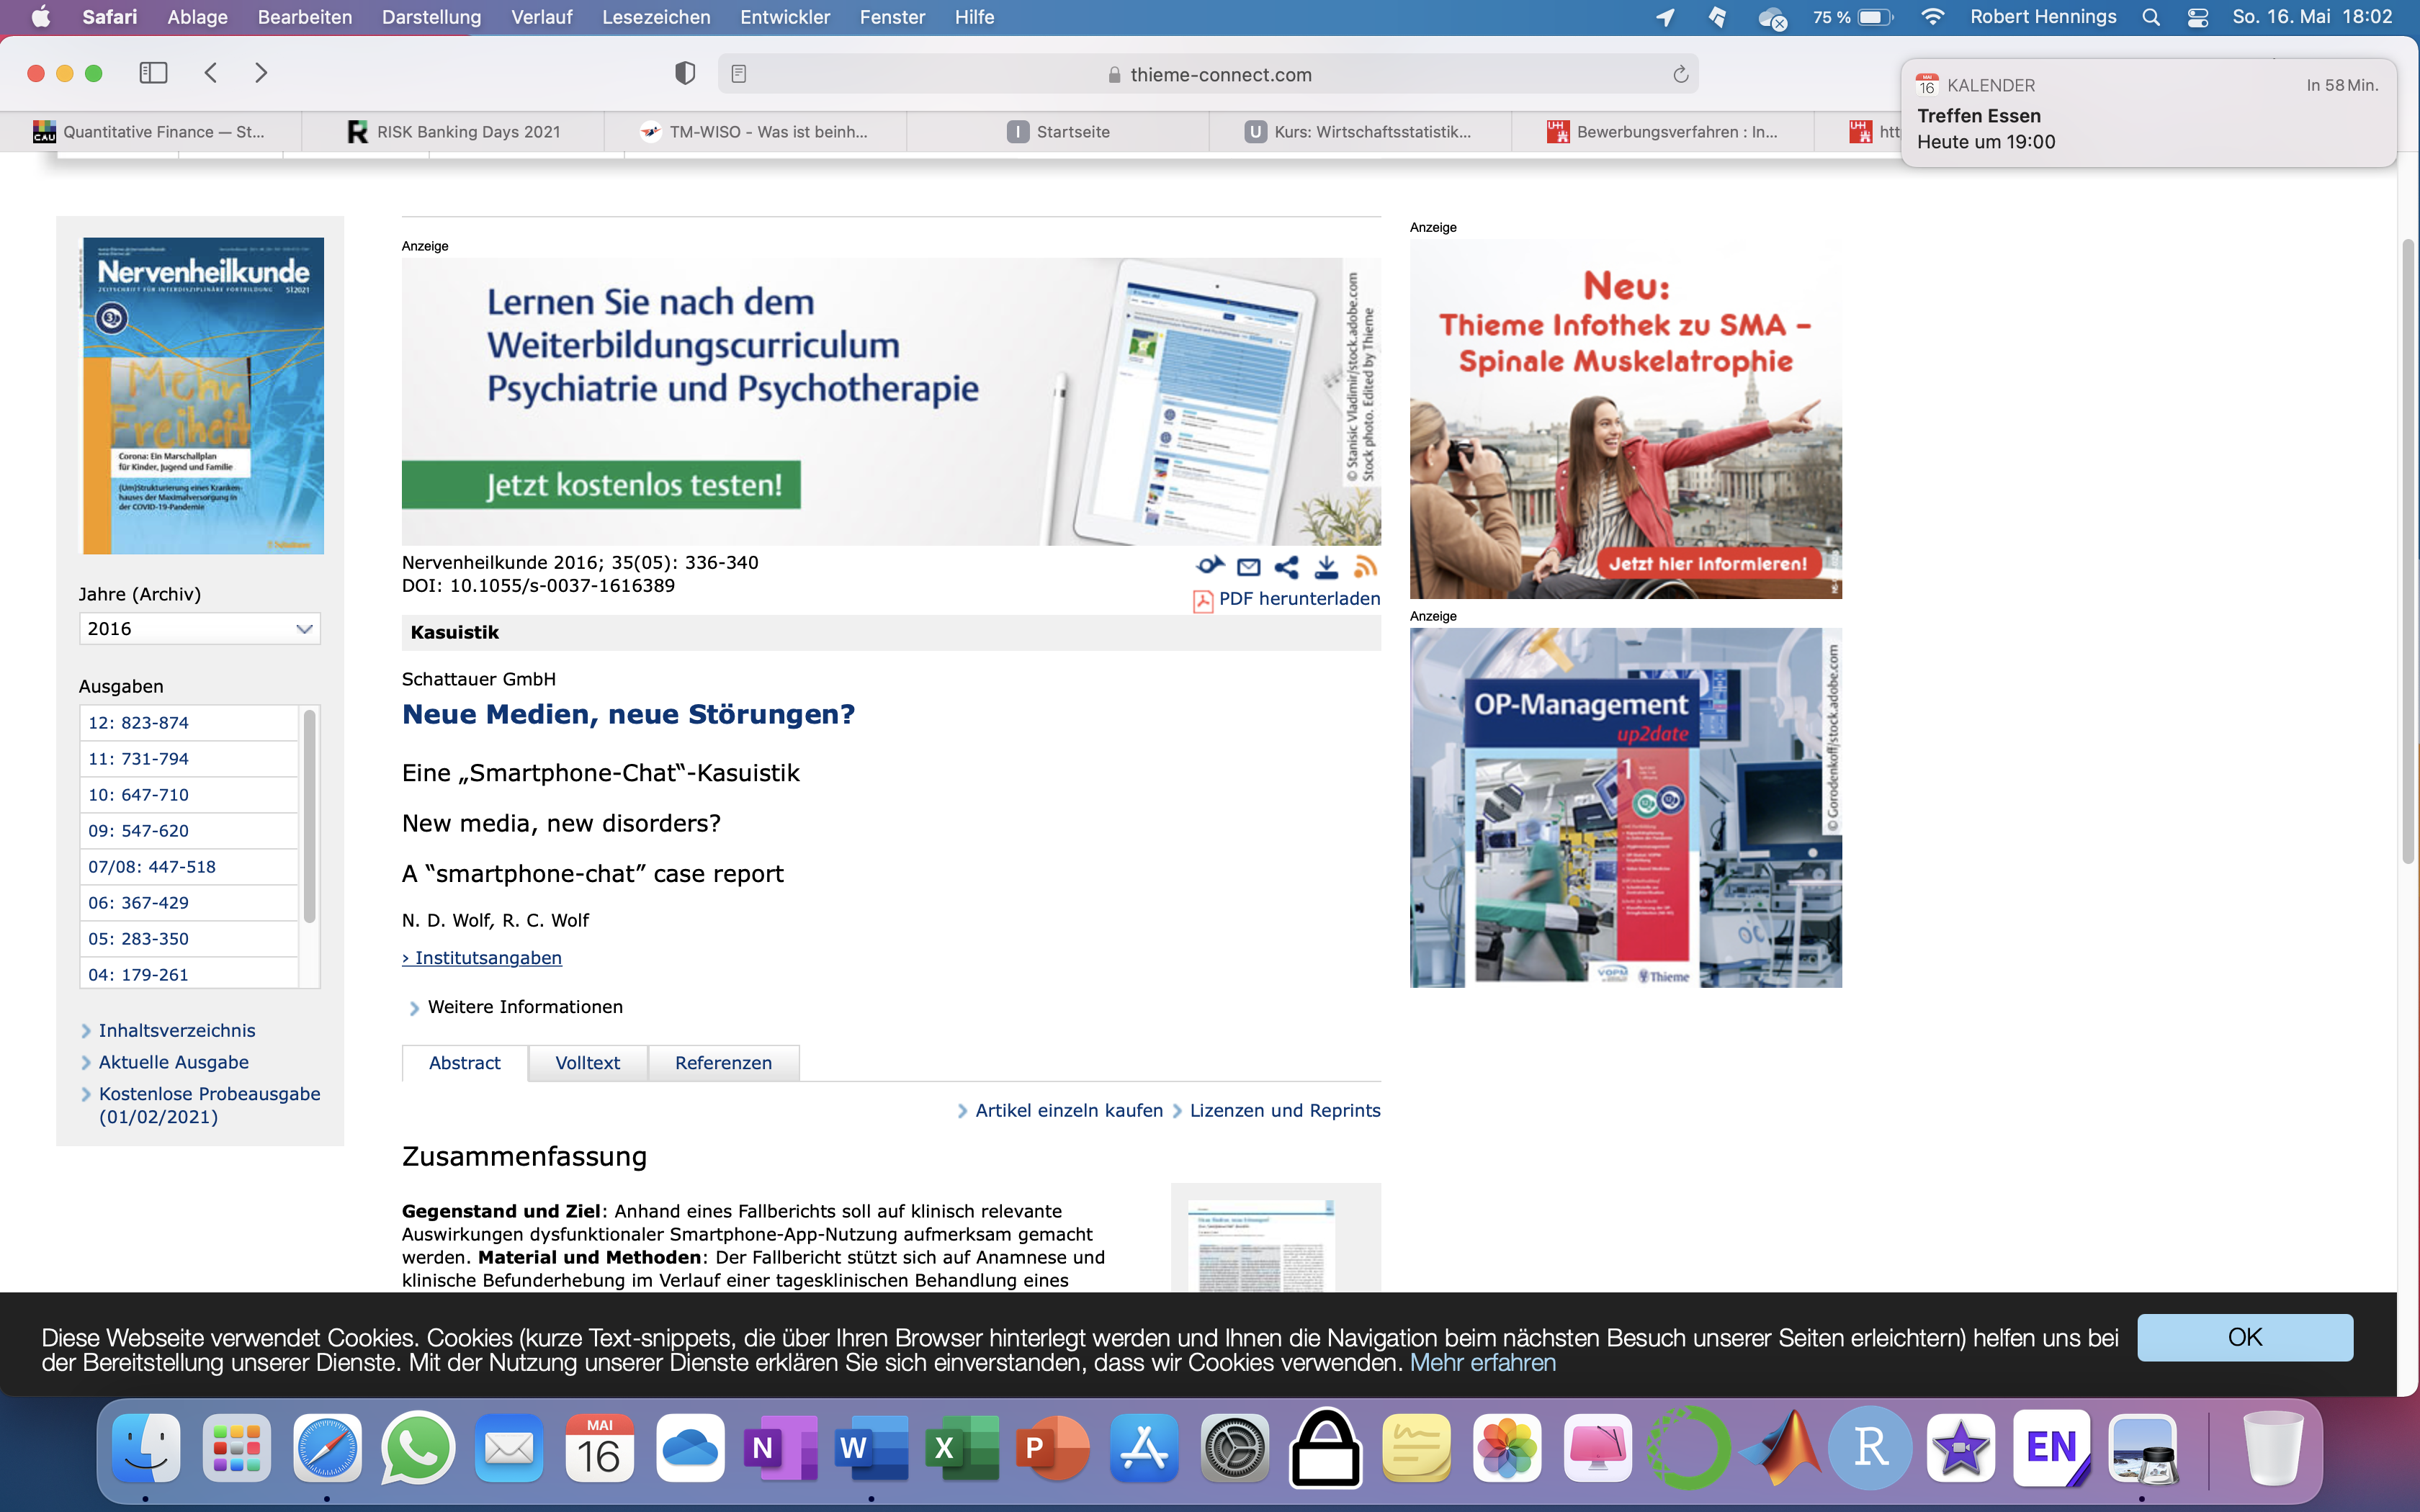 Safari Ablage Bearbeiten Darstellung Verlauf Lesezeichen Entwickler Fenster Hilfe
75 % Robert Hennings So. 16. Mai 18:02
thieme-connect.com
KALENDER In 58 Min.
Treffen Essen
Heute um 19:00
Quantitative Finance — St...
RISK Banking Days 2021
TM-WISO - Was ist beinh...
Startseite
Kurs: Wirtschaftsstatistik...
Bewerbungsverfahren : In...
htt
Nervenheilkunde
ZEITSCHRIFT FÜR INTERDISZIPLINÄRE FORTBILDUNG 5|2021
Mehr
Freiheit
Corona: Ein Marschallplan
für Kinder, Jugend und Familie
(Um)Strukturierung eines Kranken-
hauses der Maximalversorgung in
der COVID-19-Pandemie
Jahre (Archiv)
2016
Ausgaben
12: 823-874
11: 731-794
10: 647-710
09: 547-620
07/08: 447-518
06: 367-429
05: 283-350
04: 179-261
Inhaltsverzeichnis
Aktuelle Ausgabe
Kostenlose Probeausgabe
(01/02/2021)
Anzeige
Lernen Sie nach dem
Weiterbildungscurriculum
Psychiatrie und Psychotherapie
Jetzt kostenlos testen!
© Stanisic Vladimir/stock.adobe.com
Stock photo. Edited by Thieme
Nervenheilkunde 2016; 35(05): 336-340
DOI: 10.1055/s-0037-1616389
PDF herunterladen
Kasuistik
Schattauer GmbH
Neue Medien, neue Störungen?
Eine „Smartphone-Chat“-Kasuistik
New media, new disorders?
A “smartphone-chat” case report
N. D. Wolf, R. C. Wolf
› Institutsangaben
Weitere Informationen
Abstract Volltext Referenzen
Artikel einzeln kaufen Lizenzen und Reprints
Zusammenfassung
Gegenstand und Ziel: Anhand eines Fallberichts soll auf klinisch relevante
Auswirkungen dysfunktionaler Smartphone-App-Nutzung aufmerksam gemacht
werden. Material und Methoden: Der Fallbericht stützt sich auf Anamnese und
klinische Befunderhebung im Verlauf einer tagesklinischen Behandlung eines
Anzeige
Neu:
Thieme Infothek zu SMA –
Spinale Muskelatrophie
Jetzt hier informieren!
Anzeige
OP-Management
up2date
1
VOPM Thieme
© Gorodenkoff/stock.adobe.com
Diese Webseite verwendet Cookies. Cookies (kurze Text-snippets, die über Ihren Browser hinterlegt werden und Ihnen die Navigation beim nächsten Besuch unserer Seiten erleichtern) helfen uns bei
der Bereitstellung unserer Dienste. Mit der Nutzung unserer Dienste erklären Sie sich einverstanden, dass wir Cookies verwenden. Mehr erfahren
OK
MAI
16
N
W
X
P
R
EN